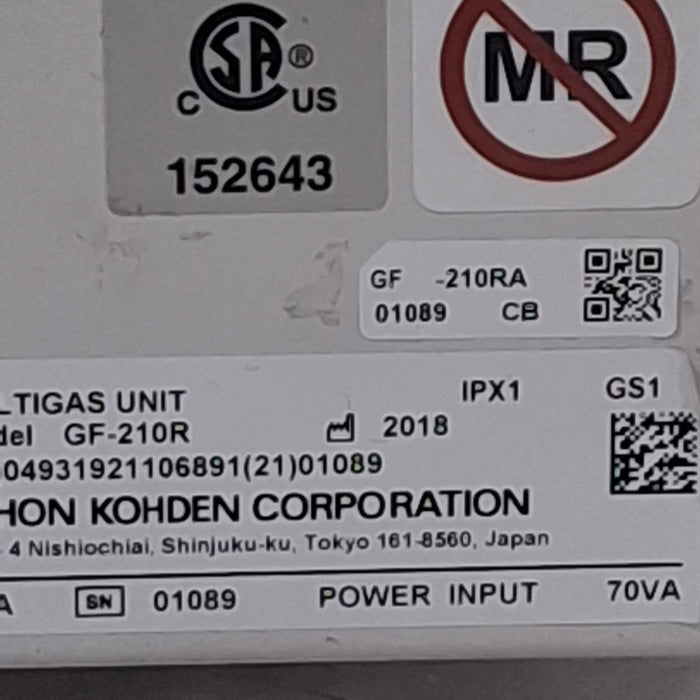 CSA®
C US
152643
MR
GF -210RA
01089 CB
LTIGAS UNIT IPX1 GS1
del GF-210R 2018
04931921106891(21)01089
HON KOHDEN CORPORATION
4 Nishiochiai, Shinjuku-ku, Tokyo 161-8560, Japan
A SN 01089 POWER INPUT 70VA